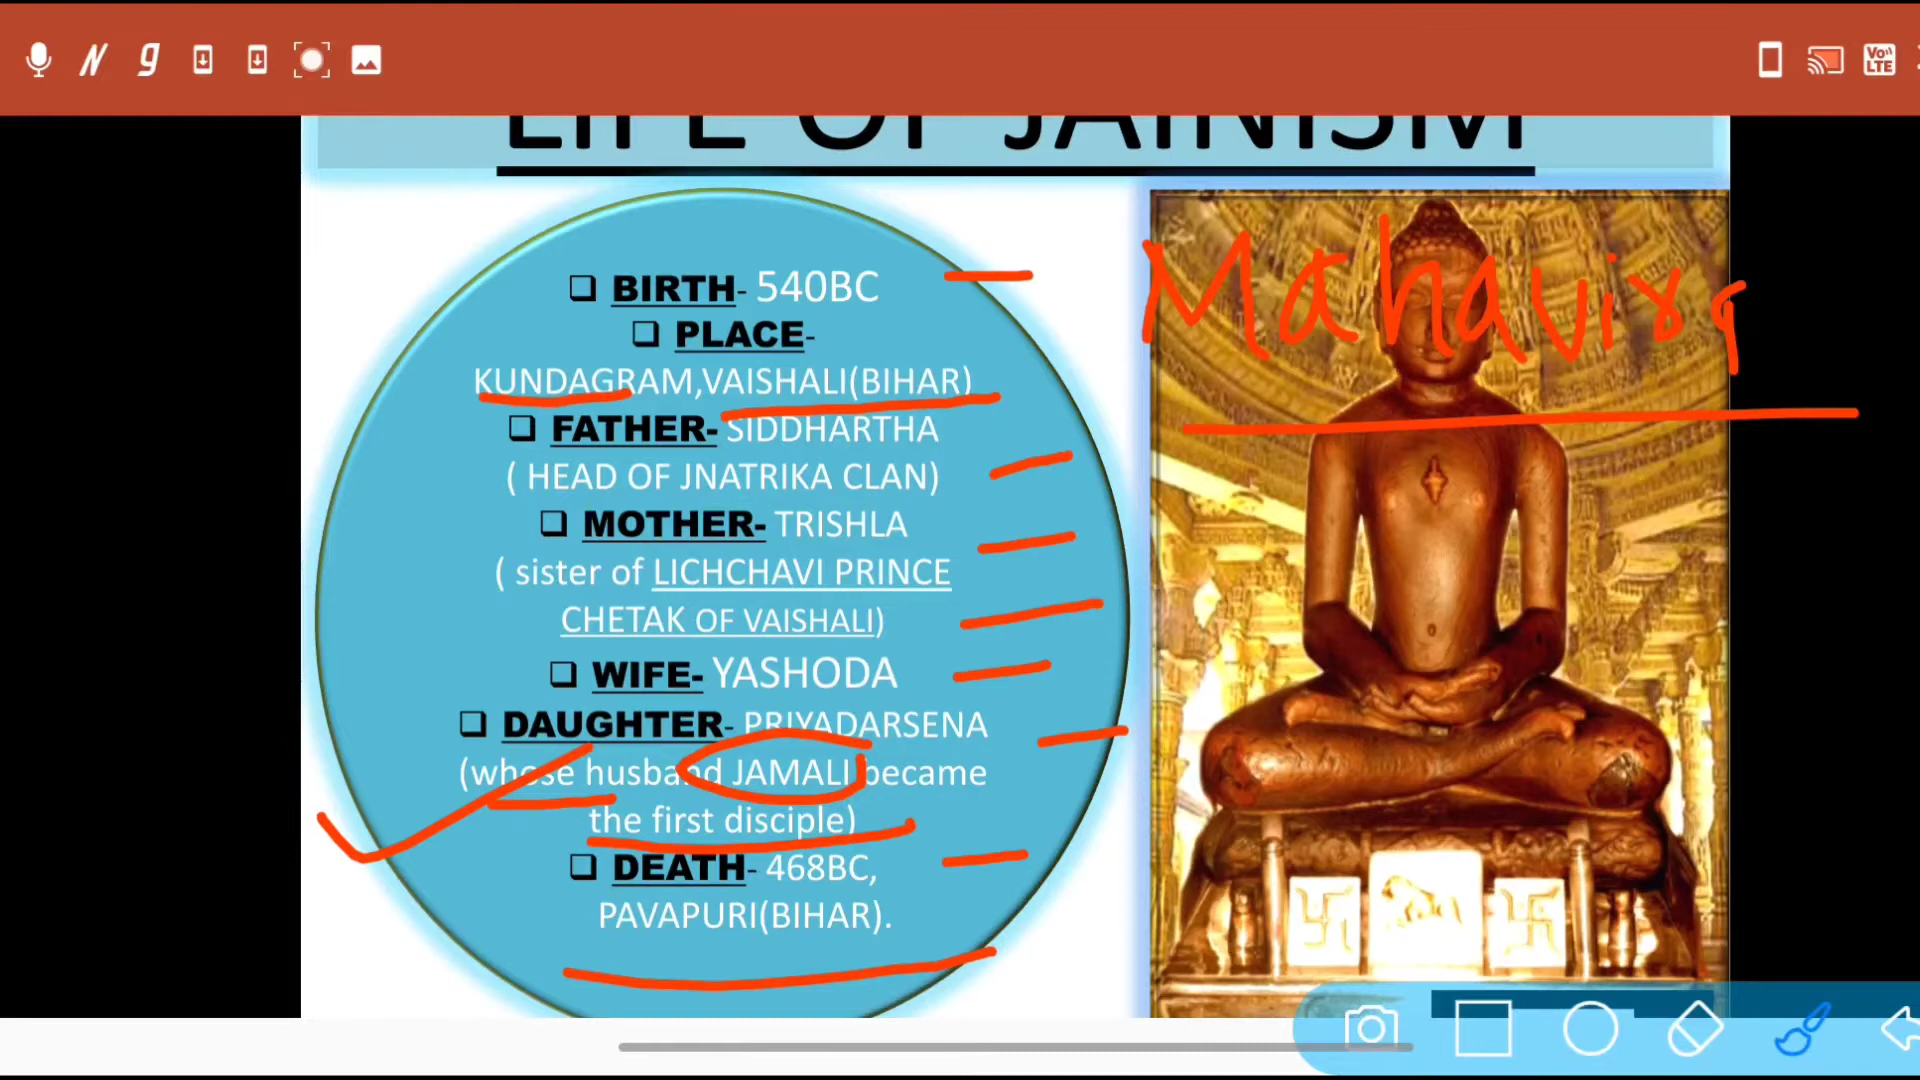 LIFE OF JAINISM
❑ BIRTH- 540BC
❑ PLACE-
KUNDAGRAM,VAISHALI(BIHAR)
❑ FATHER- SIDDHARTHA
( HEAD OF JNATRIKA CLAN)
❑ MOTHER- TRISHLA
( sister of LICHCHAVI PRINCE
CHETAK OF VAISHALI)
❑ WIFE- YASHODA
❑ DAUGHTER- PRIYADARSENA
(whose husband JAMALI became
the first disciple)
❑ DEATH- 468BC,
PAVAPURI(BIHAR).
Mahavira
Vo LTE